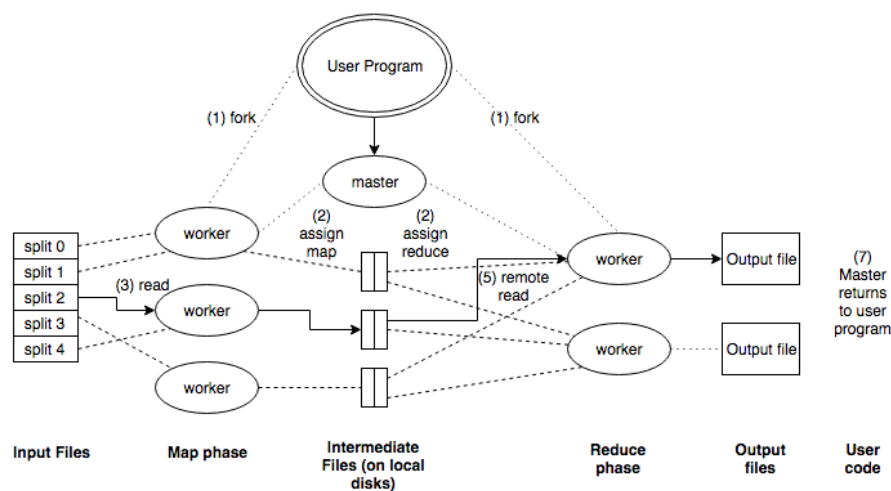 User Program
(1) fork
(1) fork
master
worker
(2)
assign
map
(2)
assign
reduce
split 0
split 1
split 2
split 3
split 4
(3) read
worker
worker
(5) remote
read
worker
worker
Output file
Output file
(7)
Master
returns
to user
program
Input Files
Map phase
Intermediate
Files (on local
disks)
Reduce
phase
Output
files
User
code